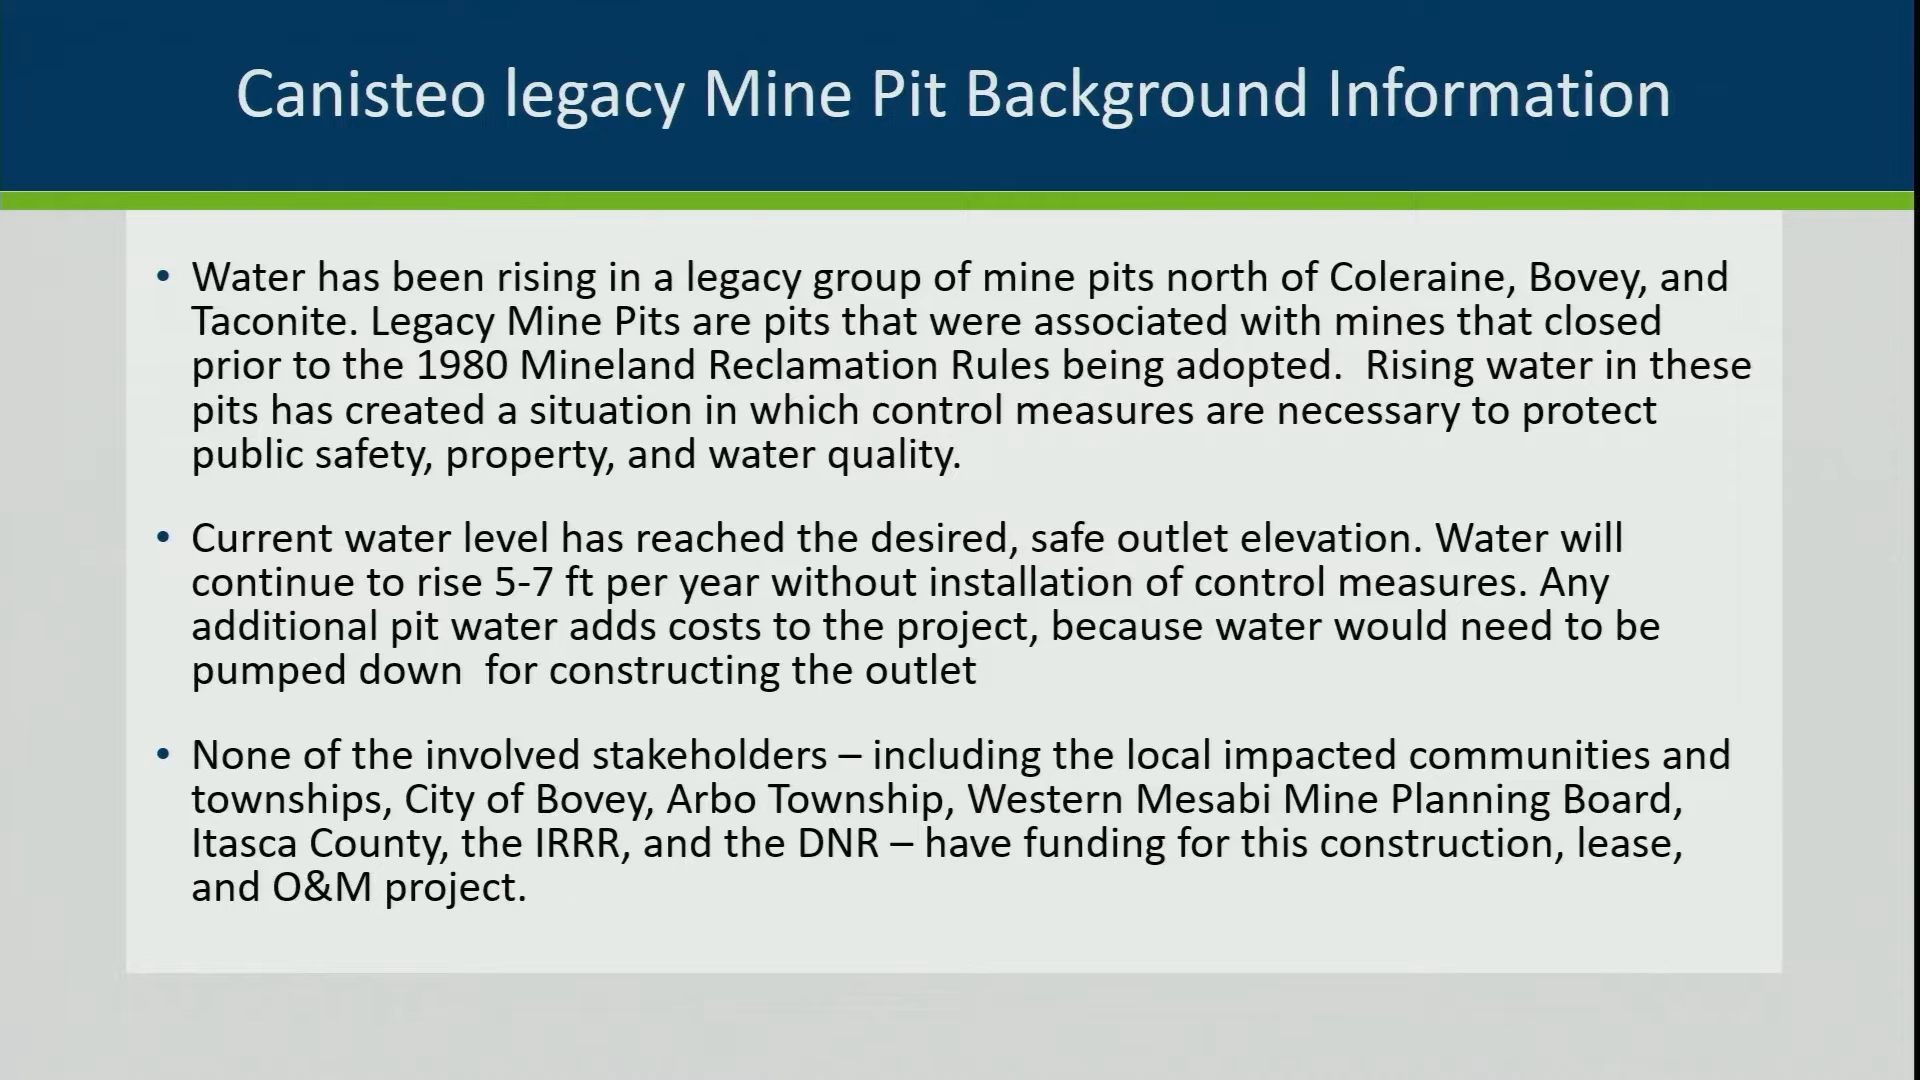 Canisteo legacy Mine Pit Background Information
• Water has been rising in a legacy group of mine pits north of Coleraine, Bovey, and
Taconite. Legacy Mine Pits are pits that were associated with mines that closed
prior to the 1980 Mineland Reclamation Rules being adopted.  Rising water in these
pits has created a situation in which control measures are necessary to protect
public safety, property, and water quality.
• Current water level has reached the desired, safe outlet elevation. Water will
continue to rise 5-7 ft per year without installation of control measures. Any
additional pit water adds costs to the project, because water would need to be
pumped down  for constructing the outlet
• None of the involved stakeholders – including the local impacted communities and
townships, City of Bovey, Arbo Township, Western Mesabi Mine Planning Board,
Itasca County, the IRRR, and the DNR – have funding for this construction, lease,
and O&M project.